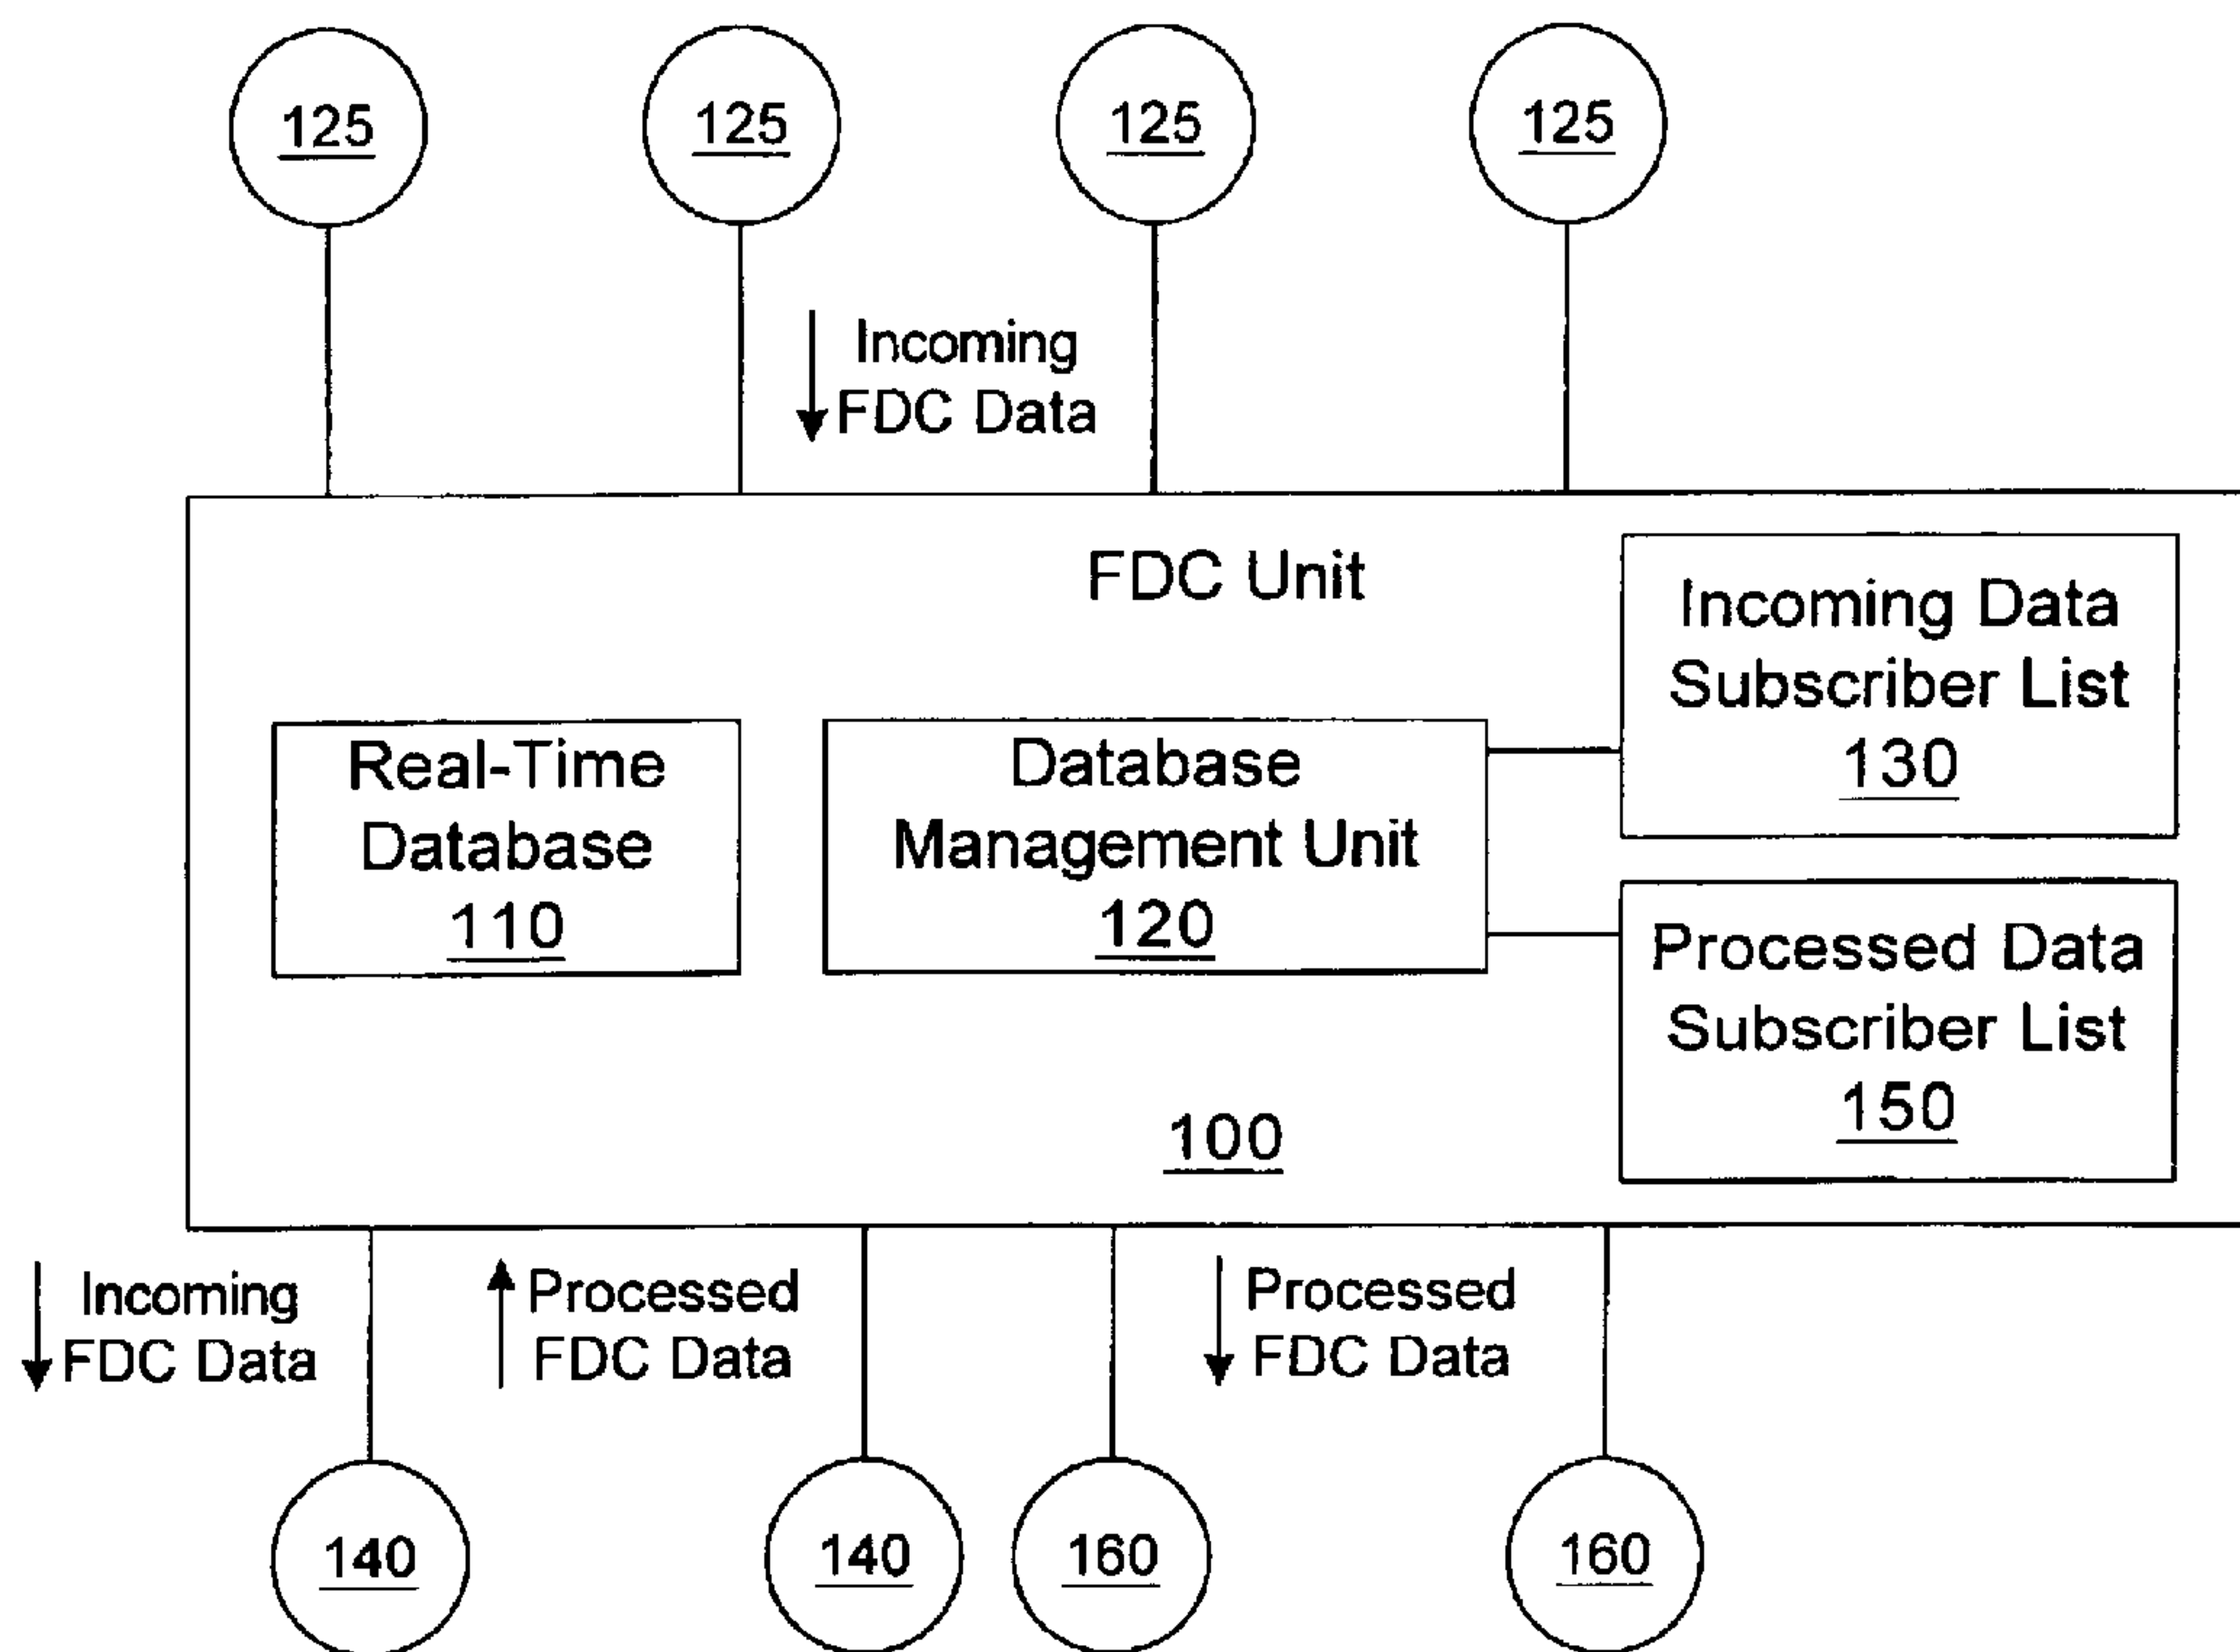 125
125
125
125
Incoming
FDC Data
FDC Unit
Incoming Data
Subscriber List
130
Real-Time
Database
110
Database
Management Unit
120
Processed Data
Subscriber List
150
100
Incoming
FDC Data
Processed
FDC Data
Processed
FDC Data
140
140
160
160